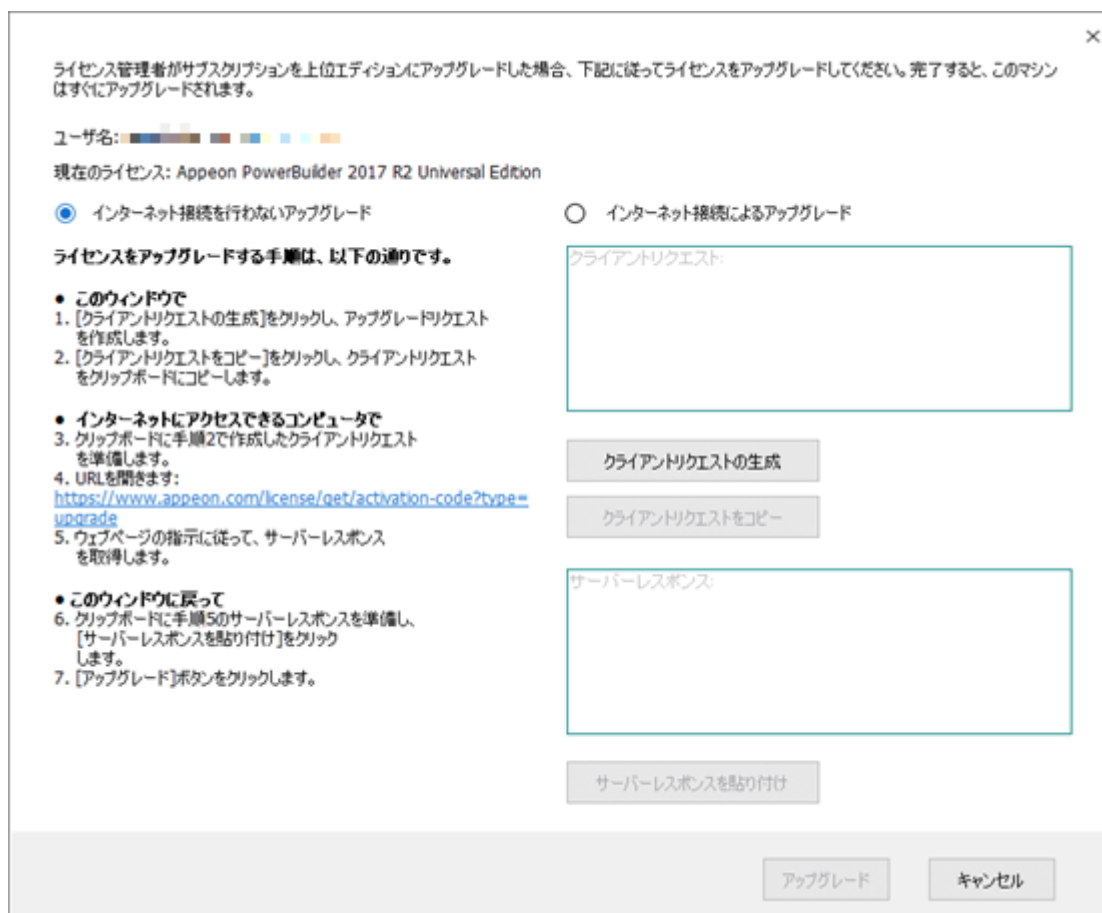 ライセンス管理者がサブスクリプションを上位エディションにアップグレードした場合、下記に従ってライセンスをアップグレードしてください。完了すると、このマシン
はすぐにアップグレードされます。
ユーザ名:
現在のライセンス: Appeon PowerBuilder 2017 R2 Universal Edition
インターネット接続を行わないアップグレード
インターネット接続によるアップグレード
ライセンスをアップグレードする手順は、以下の通りです。
• このウィンドウで
1. [クライアントリクエストの生成]をクリックし、アップグレードリクエスト
を作成します。
2. [クライアントリクエストをコピー]をクリックし、クライアントリクエスト
をクリップボードにコピーします。
• インターネットにアクセスできるコンピュータで
3. クリップボードに手順2で作成したクライアントリクエスト
を準備します。
4. URLを開きます:
https://www.appeon.com/license/get/activation-code?type=
upgrade
5. ウェブページの指示に従って、サーバーレスポンス
を取得します。
• このウィンドウに戻って
6. クリップボードに手順5のサーバーレスポンスを準備し、
[サーバーレスポンスを貼り付け]をクリック
します。
7. [アップグレード]ボタンをクリックします。
クライアントリクエスト:
クライアントリクエストの生成
クライアントリクエストをコピー
サーバーレスポンス:
サーバーレスポンスを貼り付け
アップグレード
キャンセル